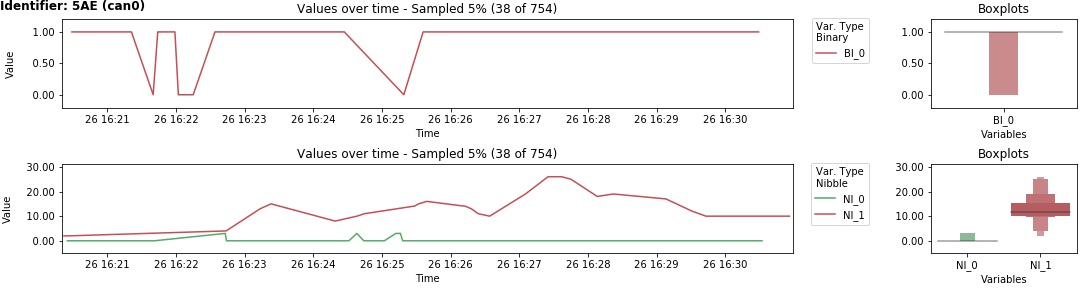 Identifier: 5AE (can0)
Values over time - Sampled 5% (38 of 754)
Boxplots
Value
1.00
0.50
0.00
26 16:21 26 16:22 26 16:23 26 16:24 26 16:25 26 16:26 26 16:27 26 16:28 26 16:29 26 16:30
Time
Var. Type
Binary
BI_0
1.00
0.50
0.00
BI_0
Variables
Values over time - Sampled 5% (38 of 754)
Boxplots
Value
30.00
20.00
10.00
0.00
26 16:21 26 16:22 26 16:23 26 16:24 26 16:25 26 16:26 26 16:27 26 16:28 26 16:29 26 16:30
Time
Var. Type
Nibble
NI_0
NI_1
30.00
20.00
10.00
0.00
NI_0 NI_1
Variables